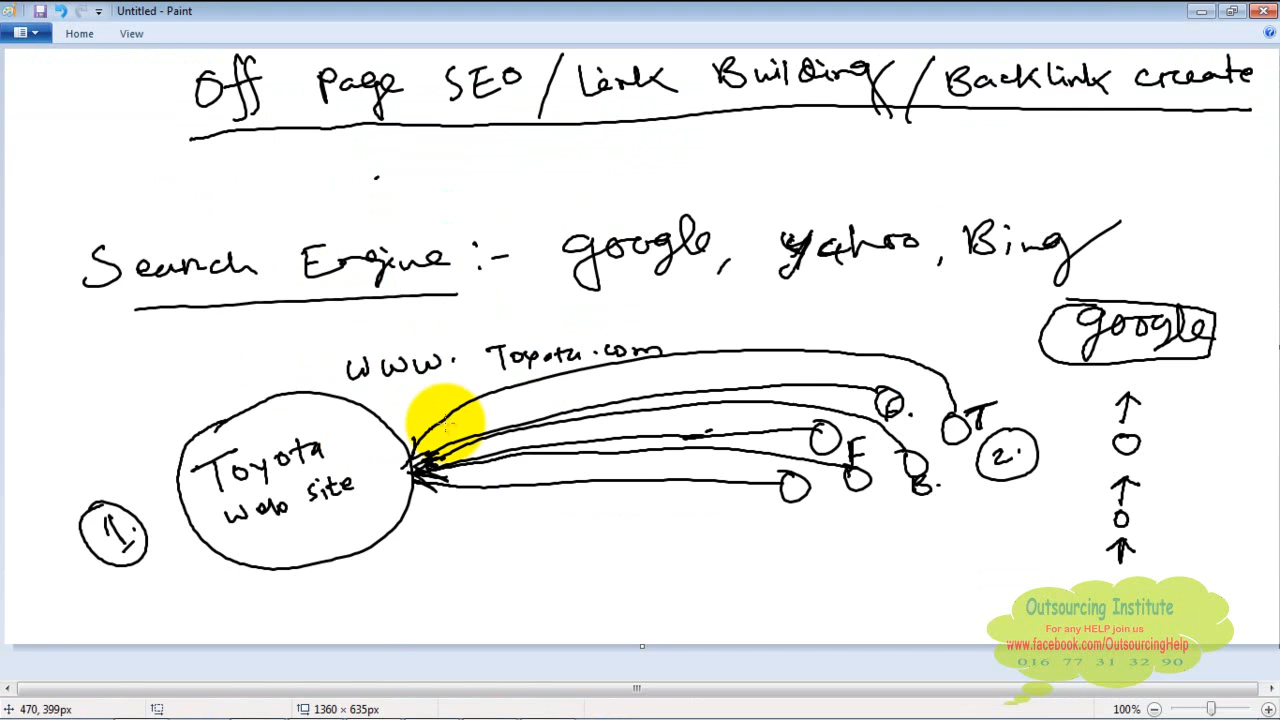 Untitled - Paint
Home View
Off Page SEO / Link Building / Backlink creete
Search Engine :- google, yahoo, Bing
google
www. Toyota.com
Toyota
Web site
1.
T
2.
E
B.
Outsourcing Institute
For any HELP join us
www.facebook.com/OutsourcingHelp
016 77 31 32 90
470, 399px 1360 × 635px 100%